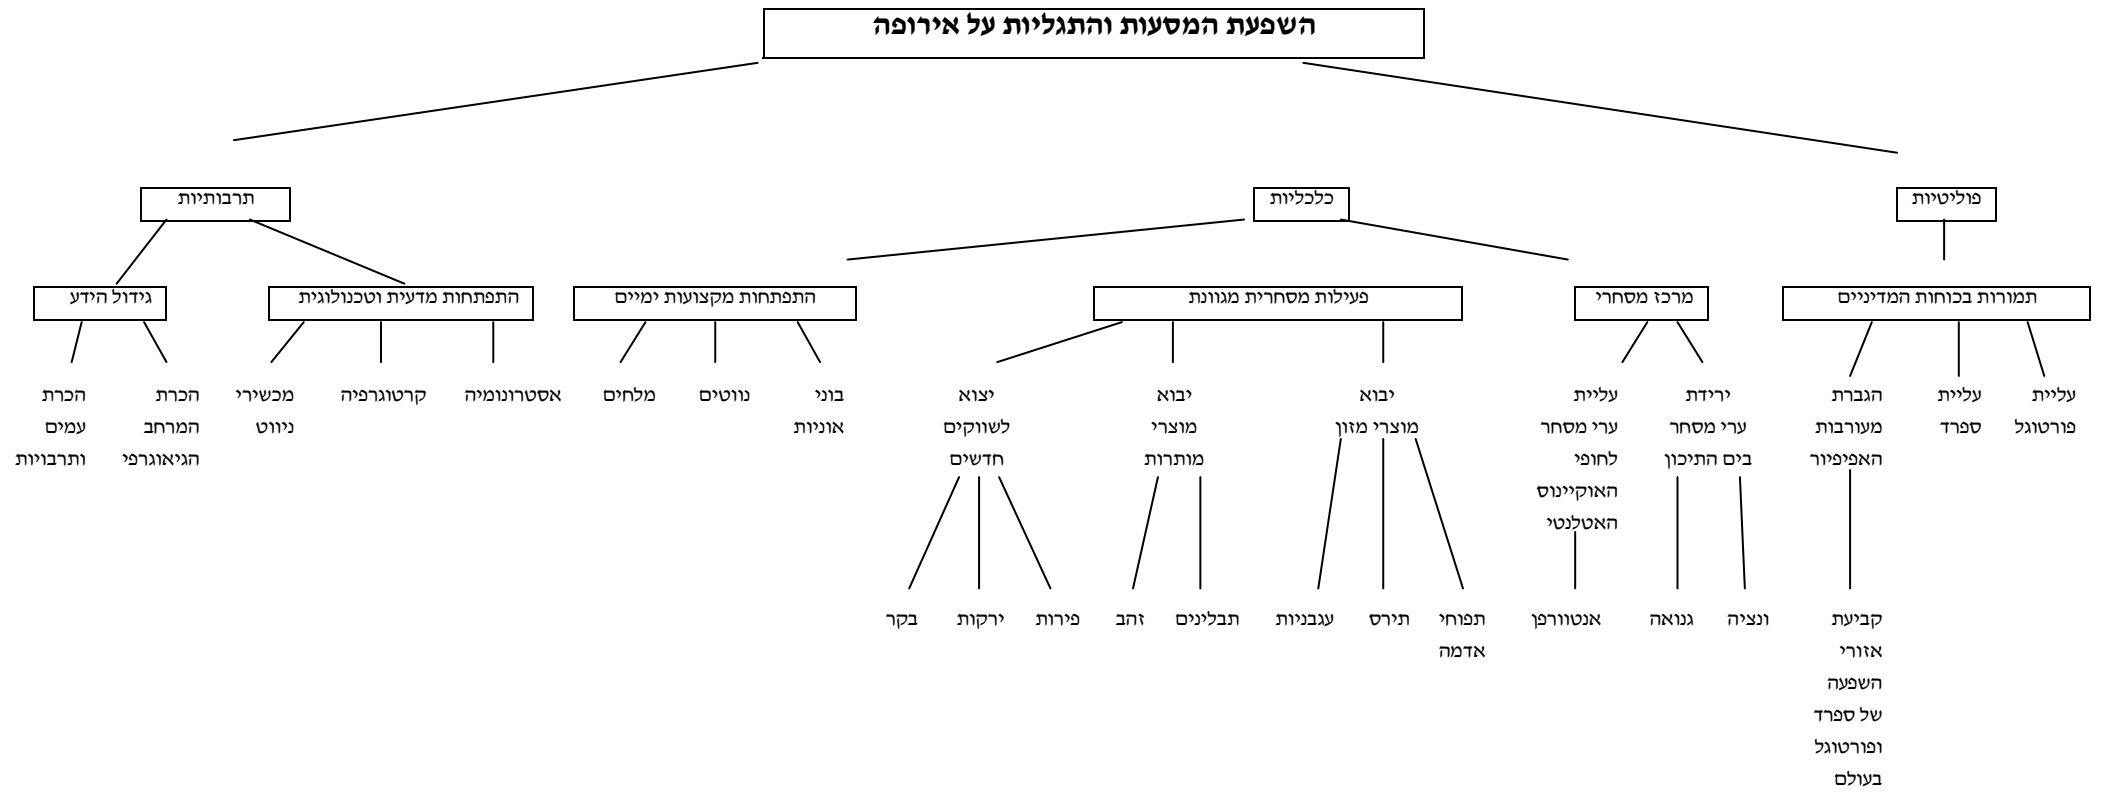 השפעת המסעות והתגליות על אירופה
פוליטיות
כלכליות
תרבותיות
תמורות בכוחות המדיניים
מרכז מסחרי
פעילות מסחרית מגוונת
התפתחות מקצועות ימיים
התפתחות מדעית וטכנולוגית
גידול הידע
עליית
פורטוגל
עליית
ספרד
הגברת
מעורבות
האפיפיור
ירידת
ערי מסחר
בים התיכון
עליית
ערי מסחר
לחופי
האוקיינוס
האטלנטי
יבוא
מוצרי מזון
יבוא
מוצרי
מותרות
יצוא
לשווקים
חדשים
בוני
אוניות
נווטים
מלחים
אסטרונומיה
קרטוגרפיה
מכשירי
ניווט
הכרת
המרחב
הגיאוגרפי
הכרת
עמים
ותרבויות
קביעת
אזורי
השפעה
של ספרד
ופורטוגל
בעולם
ונציה
גנואה
אנטוורפן
תפוחי
אדמה
תירס
עגבניות
תבלינים
זהב
פירות
ירקות
בקר